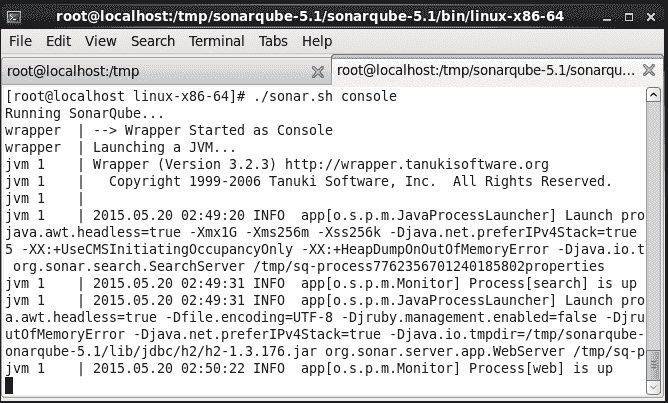 root@localhost:/tmp/sonarqube-5.1/sonarqube-5.1/bin/linux-x86-64
File Edit View Search Terminal Tabs Help
root@localhost:/tmp
root@localhost:/tmp/sonarqube-5.1/sonarqu...
[root@localhost linux-x86-64]# ./sonar.sh console
Running SonarQube...
wrapper | --> Wrapper Started as Console
wrapper | Launching a JVM...
jvm 1 | Wrapper (Version 3.2.3) http://wrapper.tanukisoftware.org
jvm 1 | Copyright 1999-2006 Tanuki Software, Inc. All Rights Reserved.
jvm 1 |
jvm 1 | 2015.05.20 02:49:20 INFO app[o.s.p.m.JavaProcessLauncher] Launch pro
java.awt.headless=true -Xmx1G -Xms256m -Xss256k -Djava.net.preferIPv4Stack=true
5 -XX:+UseCMSInitiatingOccupancyOnly -XX:+HeapDumpOnOutOfMemoryError -Djava.io.t
org.sonar.search.SearchServer /tmp/sq-process7762356701240185802properties
jvm 1 | 2015.05.20 02:49:31 INFO app[o.s.p.m.Monitor] Process[search] is up
jvm 1 | 2015.05.20 02:49:31 INFO app[o.s.p.m.JavaProcessLauncher] Launch pro
a.awt.headless=true -Dfile.encoding=UTF-8 -Djruby.management.enabled=false -Djru
utOfMemoryError -Djava.net.preferIPv4Stack=true -Djava.io.tmpdir=/tmp/sonarqube-
onarqube-5.1/lib/jdbc/h2/h2-1.3.176.jar org.sonar.server.app.WebServer /tmp/sq-p
jvm 1 | 2015.05.20 02:50:22 INFO app[o.s.p.m.Monitor] Process[web] is up